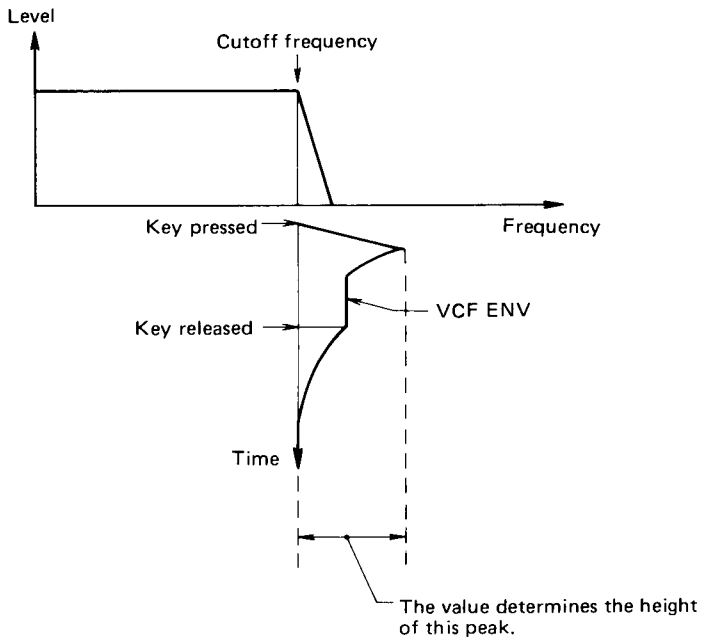 Level
Cutoff frequency
Key pressed
Frequency
VCF ENV
Key released
Time
The value determines the height
of this peak.